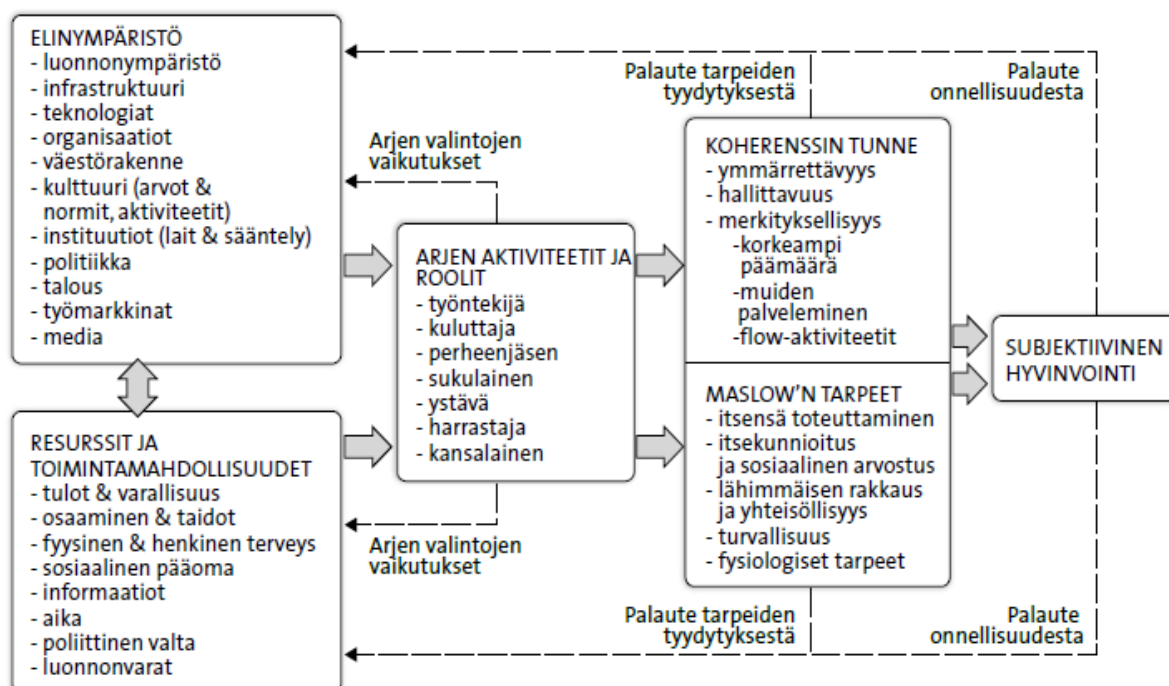 ELINYMPÄRISTÖ
- luonnonympäristö
- infrastruktuuri
- teknologiat
- organisaatiot
- väestörakenne
- kulttuuri (arvot &
normit, aktiviteetit)
- instituutiot (lait & sääntely)
- politiikka
- talous
- työmarkkinat
- media
RESURSSIT JA
TOIMINTAMAHDOLLISUUDET
- tulot & varallisuus
- osaaminen & taidot
- fyysinen & henkinen terveys
- sosiaalinen pääoma
- informaatiot
- aika
- poliittinen valta
- luonnonvarat
Arjen valintojen
vaikutukset
ARJEN AKTIVITEETIT JA
ROOLIT
- työntekijä
- kuluttaja
- perheenjäsen
- sukulainen
- ystävä
- harrastaja
- kansalainen
Arjen valintojen
vaikutukset
Palaute tarpeiden
tyydytyksestä
KOHERENSSIN TUNNE
- ymmärrettävyys
- hallittavuus
- merkityksellisyys
-korkeampi
päämäärä
-muiden
palveleminen
-flow-aktiviteetit
MASLOW'N TARPEET
- itsensä toteuttaminen
- itsekunnioitus
ja sosiaalinen arvostus
- lähimmäisen rakkaus
ja yhteisöllisyys
- turvallisuus
- fysiologiset tarpeet
Palaute tarpeiden
tyydytyksestä
Palaute
onnellisuudesta
SUBJEKTIIVINEN
HYVINVOINTI
Palaute
onnellisuudesta